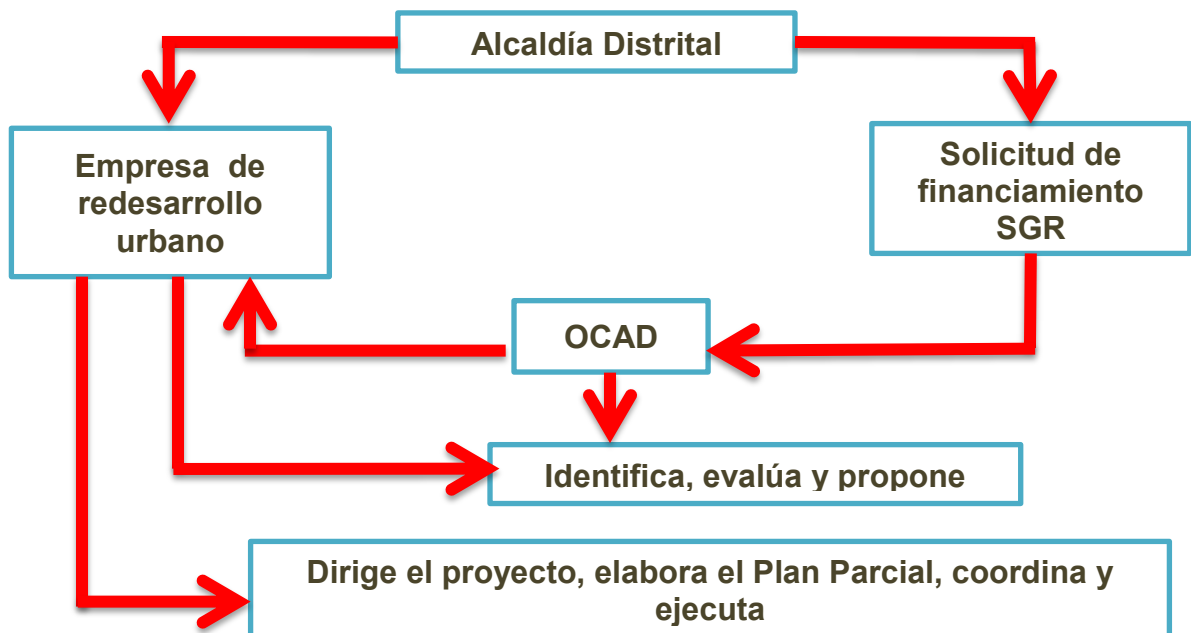 Alcaldía Distrital
Empresa de
redesarrollo
urbano
Solicitud de
financiamiento
SGR
OCAD
Identifica, evalúa y propone
Dirige el proyecto, elabora el Plan Parcial, coordina y
ejecuta